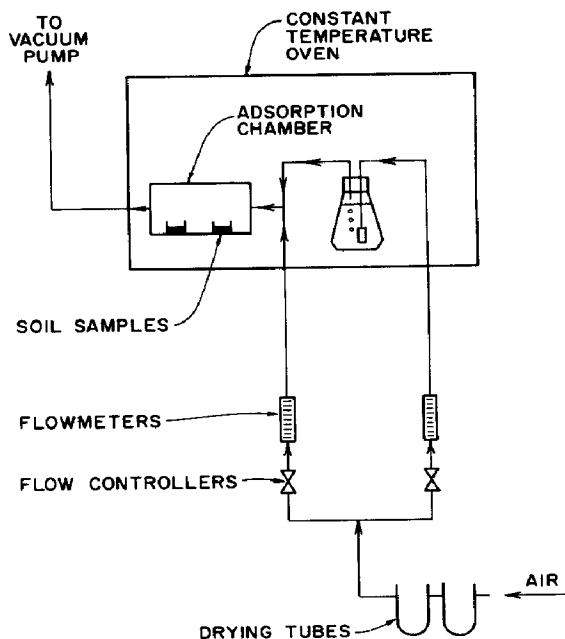 TO
VACUUM
PUMP
CONSTANT
TEMPERATURE
OVEN
ADSORPTION
CHAMBER
SOIL SAMPLES
FLOWMETERS
FLOW CONTROLLERS
AIR
DRYING TUBES